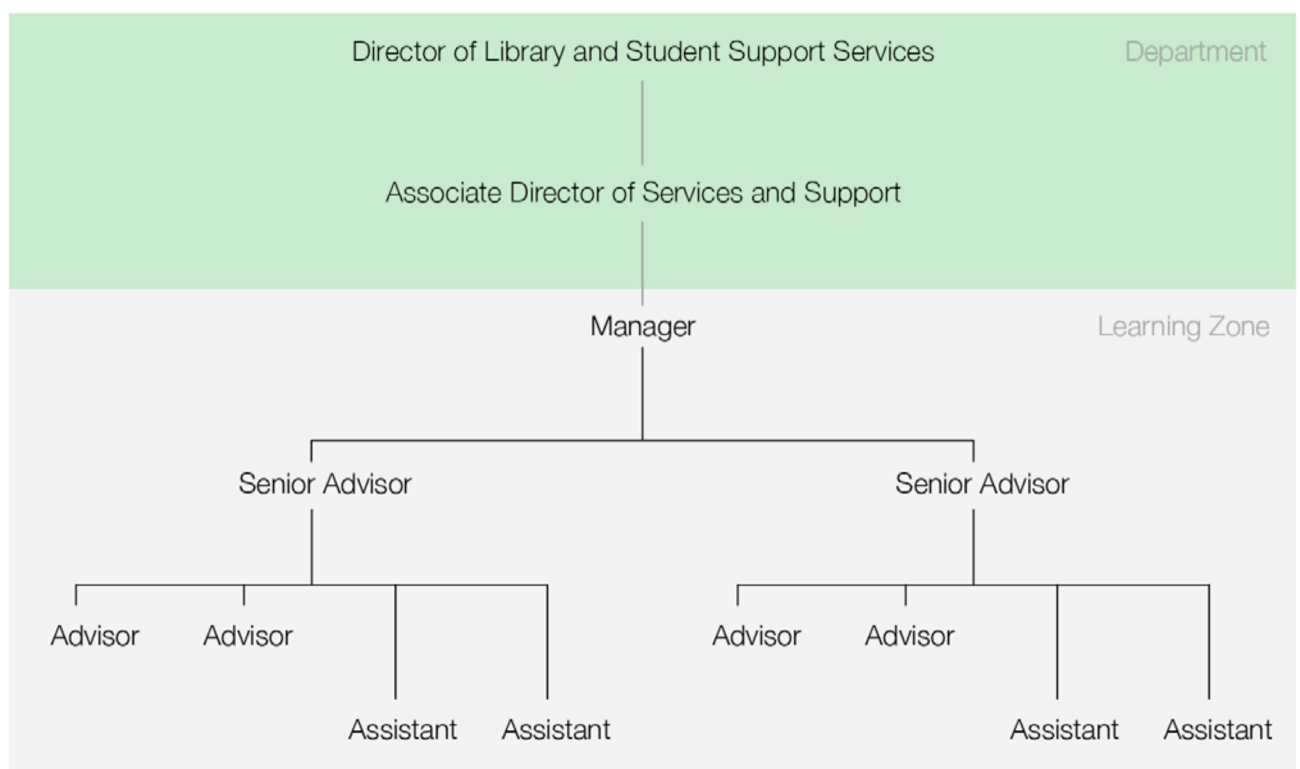 Director of Library and Student Support Services
Department
Associate Director of Services and Support
Manager
Learning Zone
Senior Advisor
Senior Advisor
Advisor
Advisor
Advisor
Advisor
Assistant
Assistant
Assistant
Assistant